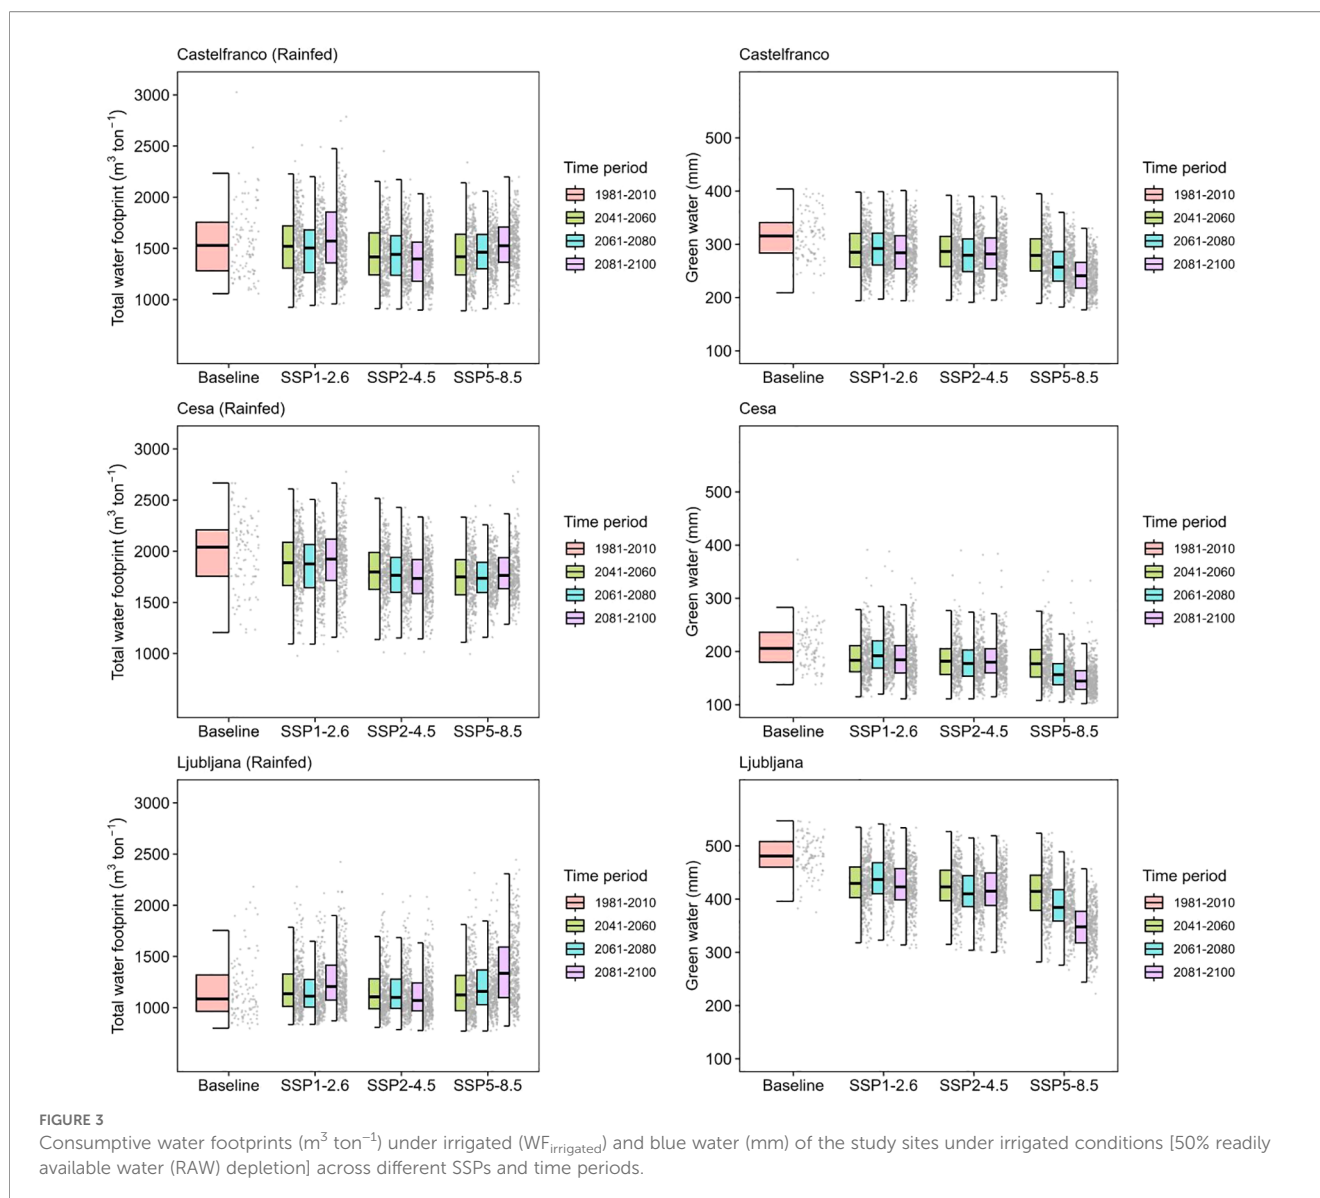 Castelfranco (Rainfed)
Total water footprint (m³ ton⁻¹)
3000
2500
2000
1500
1000
Baseline SSP1-2.6 SSP2-4.5 SSP5-8.5
Time period
1981-2010
2041-2060
2061-2080
2081-2100
Castelfranco
Green water (mm)
500
400
300
200
100
Baseline SSP1-2.6 SSP2-4.5 SSP5-8.5
Time period
1981-2010
2041-2060
2061-2080
2081-2100
Cesa (Rainfed)
Total water footprint (m³ ton⁻¹)
3000
2500
2000
1500
1000
Baseline SSP1-2.6 SSP2-4.5 SSP5-8.5
Time period
1981-2010
2041-2060
2061-2080
2081-2100
Cesa
Green water (mm)
500
400
300
200
100
Baseline SSP1-2.6 SSP2-4.5 SSP5-8.5
Time period
1981-2010
2041-2060
2061-2080
2081-2100
Ljubljana (Rainfed)
Total water footprint (m³ ton⁻¹)
3000
2500
2000
1500
1000
Baseline SSP1-2.6 SSP2-4.5 SSP5-8.5
Time period
1981-2010
2041-2060
2061-2080
2081-2100
Ljubljana
Green water (mm)
500
400
300
200
100
Baseline SSP1-2.6 SSP2-4.5 SSP5-8.5
Time period
1981-2010
2041-2060
2061-2080
2081-2100
FIGURE 3
Consumptive water footprints (m³ ton⁻¹) under irrigated (WFirrigated) and blue water (mm) of the study sites under irrigated conditions [50% readily
available water (RAW) depletion] across different SSPs and time periods.